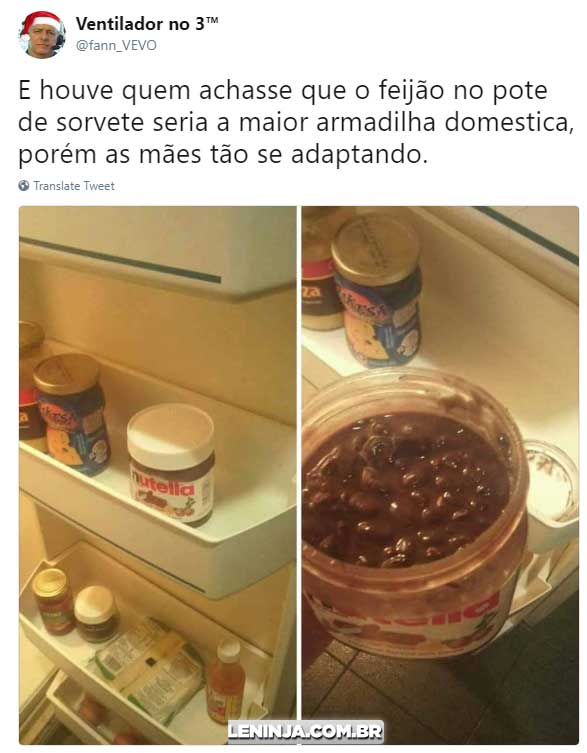 Ventilador no 3™
@fann_VEVO
E houve quem achasse que o feijão no pote
de sorvete seria a maior armadilha domestica,
porém as mães tão se adaptando.
Translate Tweet
nutella
nutella
LENINJA.COM.BR